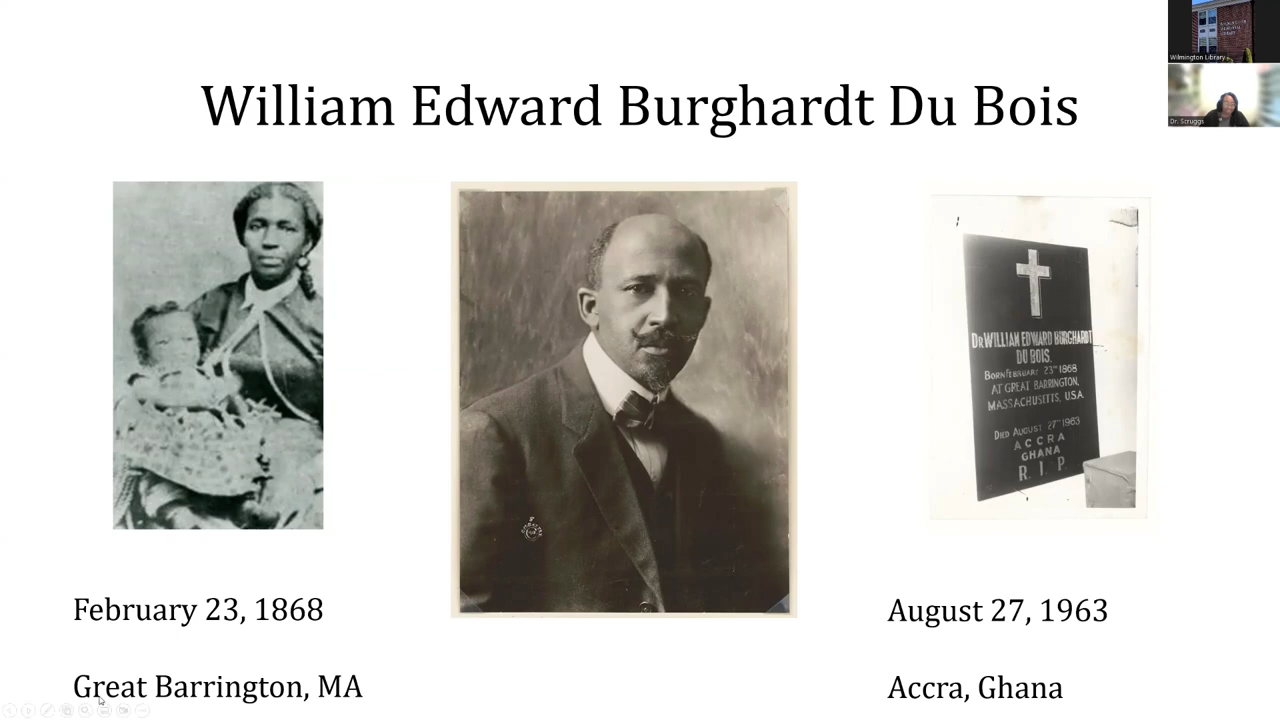 William Edward Burghardt Du Bois
Wilmington Library
Dr. Scruggs
DR WILLIAM EDWARD BURGHARDT
DU BOIS.
BORN FEBRUARY 23RD 1868
AT GREAT BARRINGTON,
MASSACHUSETTS, U.S.A
DIED AUGUST 27TH 1963
ACCRA
GHANA
R. I. P.
February 23, 1868
Great Barrington, MA
August 27, 1963
Accra, Ghana